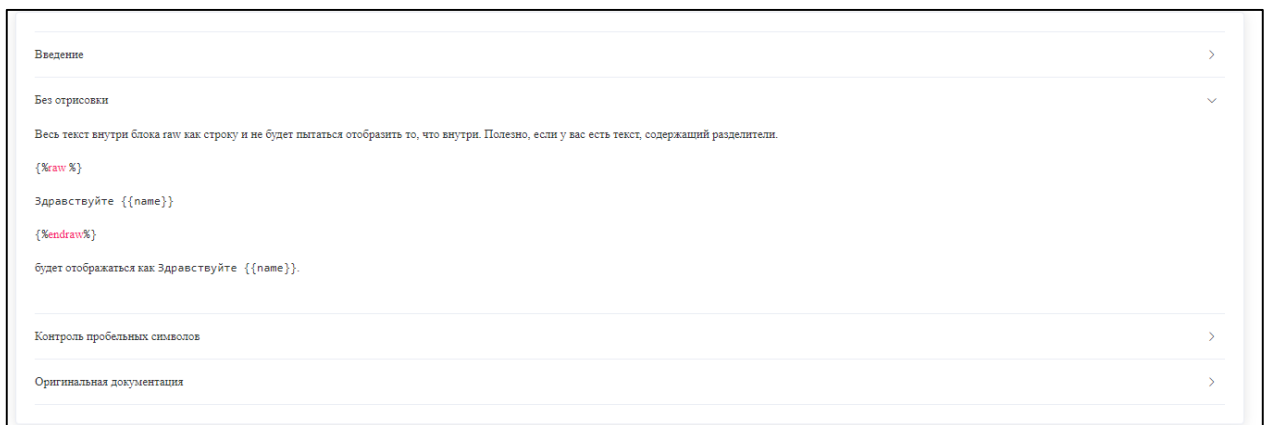 Введение
Без отрисовки
Весь текст внутри блока raw как строку и не будет пытаться отобразить то, что внутри. Полезно, если у вас есть текст, содержащий разделители.
{%raw %}
Здравствуйте {{name}}
{%endraw%}
будет отображаться как Здравствуйте {{name}}.
Контроль пробельных символов
Оригинальная документация